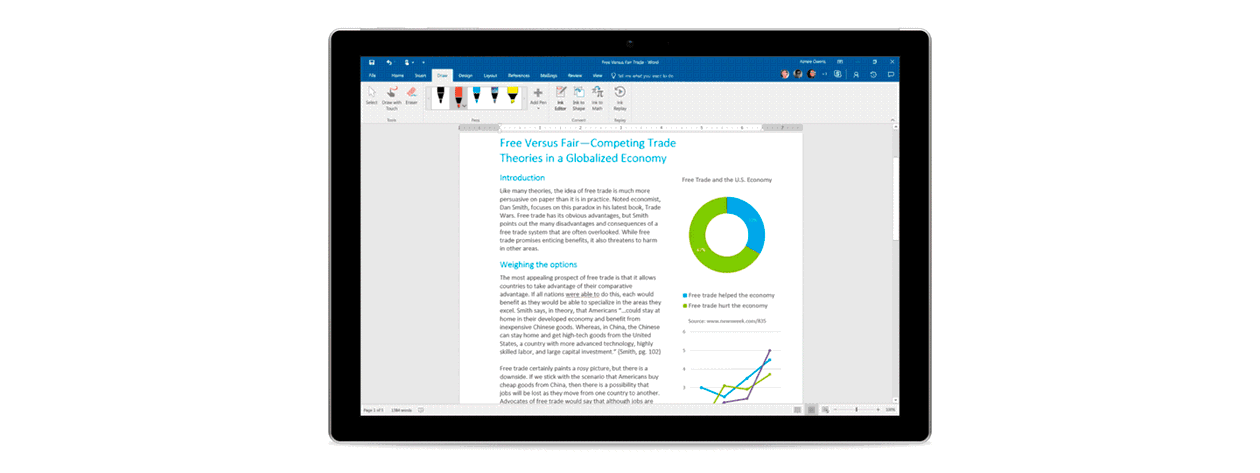 Free Versus Fair Trade - Word
Aimee Owens
File Home Insert Draw Design Layout References Mailings Review View Tell me what you want to do
Select
Draw with Touch
Eraser
Add Pen
Ink Editor
Ink to Shape
Ink to Math
Ink Replay
Tools
Pens
Convert
Replay
Free Versus Fair—Competing Trade
Theories in a Globalized Economy
Introduction
Like many theories, the idea of free trade is much more
persuasive on paper than it is in practice. Noted economist,
Dan Smith, focuses on this paradox in his latest book, Trade
Wars. Free trade has its obvious advantages, but Smith
points out the many disadvantages and consequences of a
free trade system that are often overlooked. While free
trade promises enticing benefits, it also threatens to harm
in other areas.
Weighing the options
The most appealing prospect of free trade is that it allows
countries to take advantage of their comparative
advantage. If all nations were able to do this, each would
benefit as they would be able to specialize in the areas they
excel. Smith says, in theory, that Americans "...could stay at
home in their developed economy and benefit from
inexpensive Chinese goods. Whereas, in China, the Chinese
can stay home and get high-tech goods from the United
States, a country with more advanced technology, highly
skilled labor, and large capital investment." (Smith, pg. 102)
Free trade certainly paints a rosy picture, but there is a
downside. If we stick with the scenario that Americans buy
cheap goods from China, then there is a possibility that
jobs will be lost as they move from one country to another.
Advocates of free trade would say that although jobs are
Free Trade and the U.S. Economy
Free trade helped the economy
Free trade hurt the economy
Source: www.newsweek.com/835
6
5
4
3
Page 1 of 5
1384 words
100%